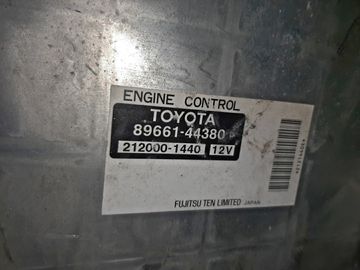 ENGINE CONTROL
TOYOTA
89661-44380
212000-1440 12V
FUJITSU TEN LIMITED JAPAN